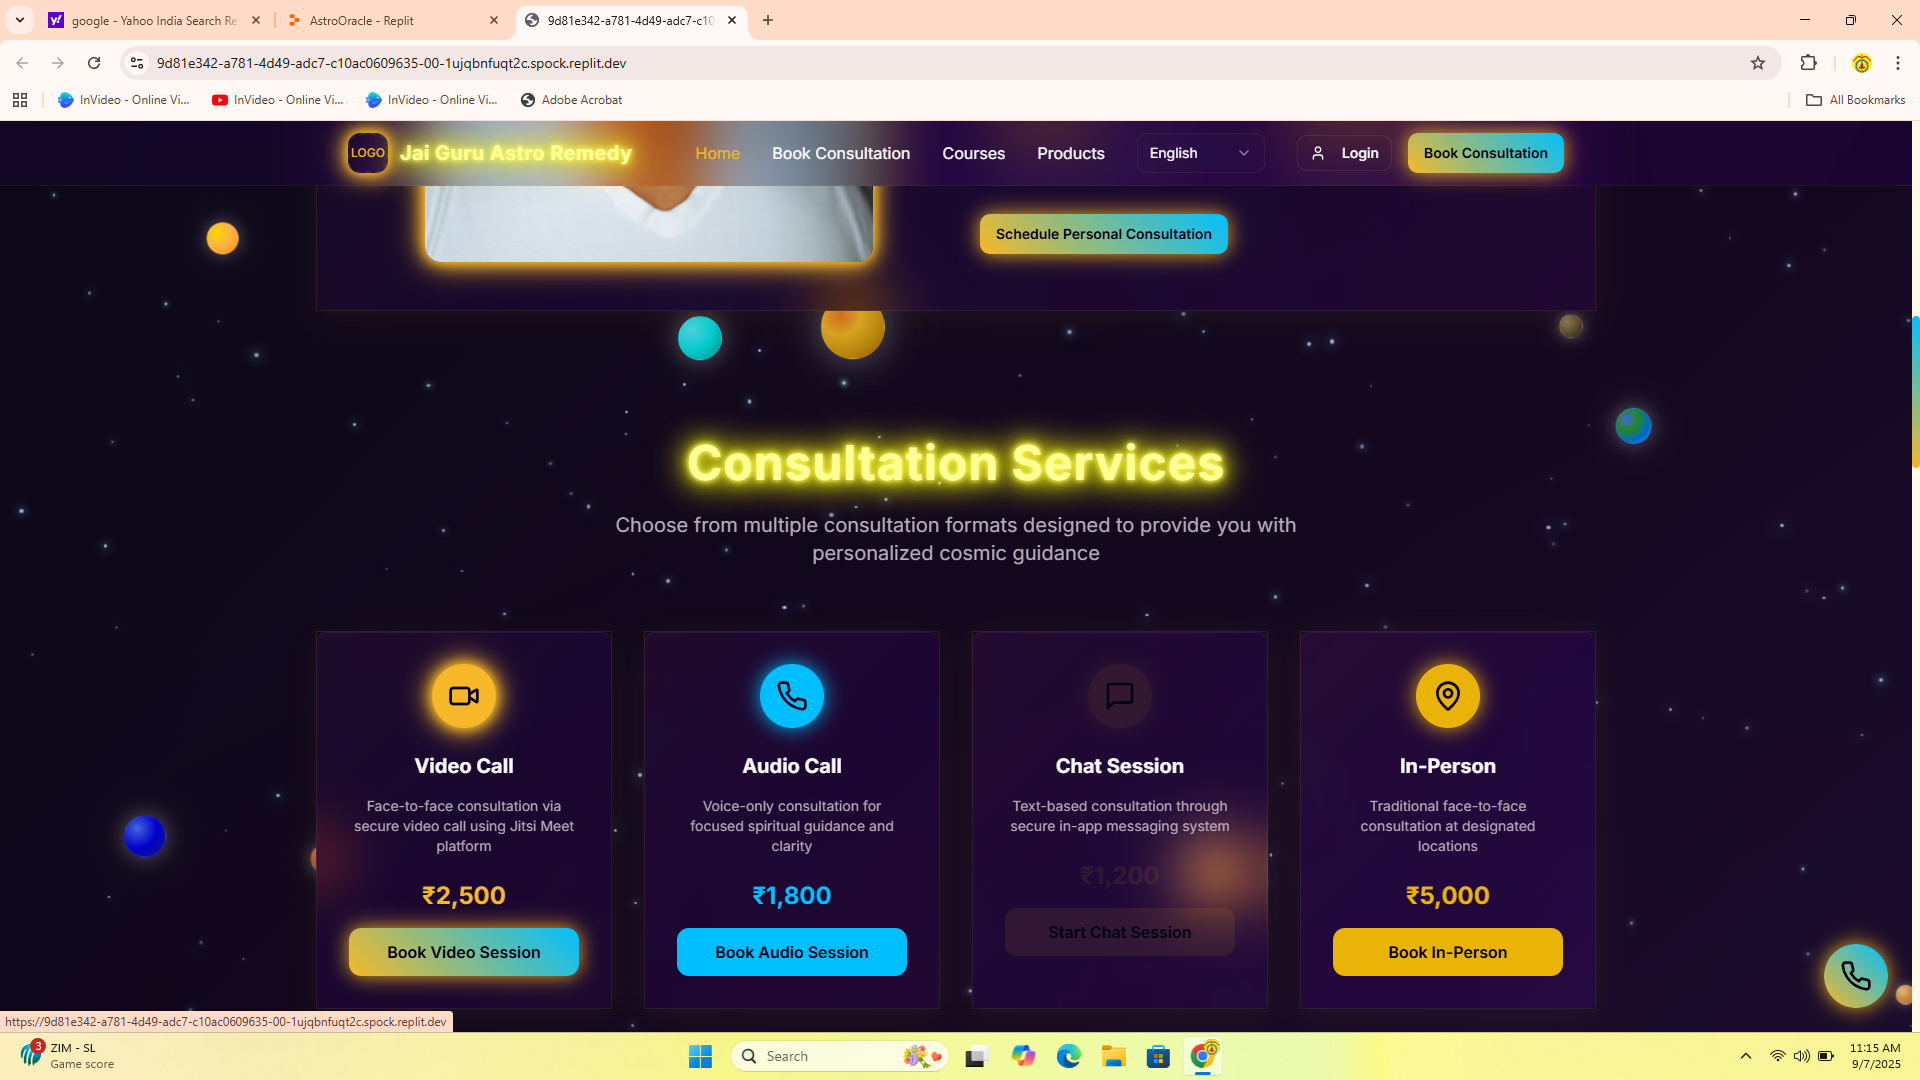 google - Yahoo India Search Re
AstroOracle - Replit
9d81e342-a781-4d49-adc7-c10
9d81e342-a781-4d49-adc7-c10ac0609635-00-1ujqbnfuqt2c.spock.replit.dev
InVideo - Online Vi...
InVideo - Online Vi...
InVideo - Online Vi...
Adobe Acrobat
All Bookmarks
LOGO
Jai Guru Astro Remedy
Home
Book Consultation
Courses
Products
English
Login
Book Consultation
Schedule Personal Consultation
Consultation Services
Choose from multiple consultation formats designed to provide you with
personalized cosmic guidance
Video Call
Face-to-face consultation via
secure video call using Jitsi Meet
platform
₹2,500
Book Video Session
Audio Call
Voice-only consultation for
focused spiritual guidance and
clarity
₹1,800
Book Audio Session
Chat Session
Text-based consultation through
secure in-app messaging system
₹1,200
Start Chat Session
In-Person
Traditional face-to-face
consultation at designated
locations
₹5,000
Book In-Person
https://9d81e342-a781-4d49-adc7-c10ac0609635-00-1ujqbnfuqt2c.spock.replit.dev
3
ZIM - SL
Game score
Search
11:15 AM
9/7/2025